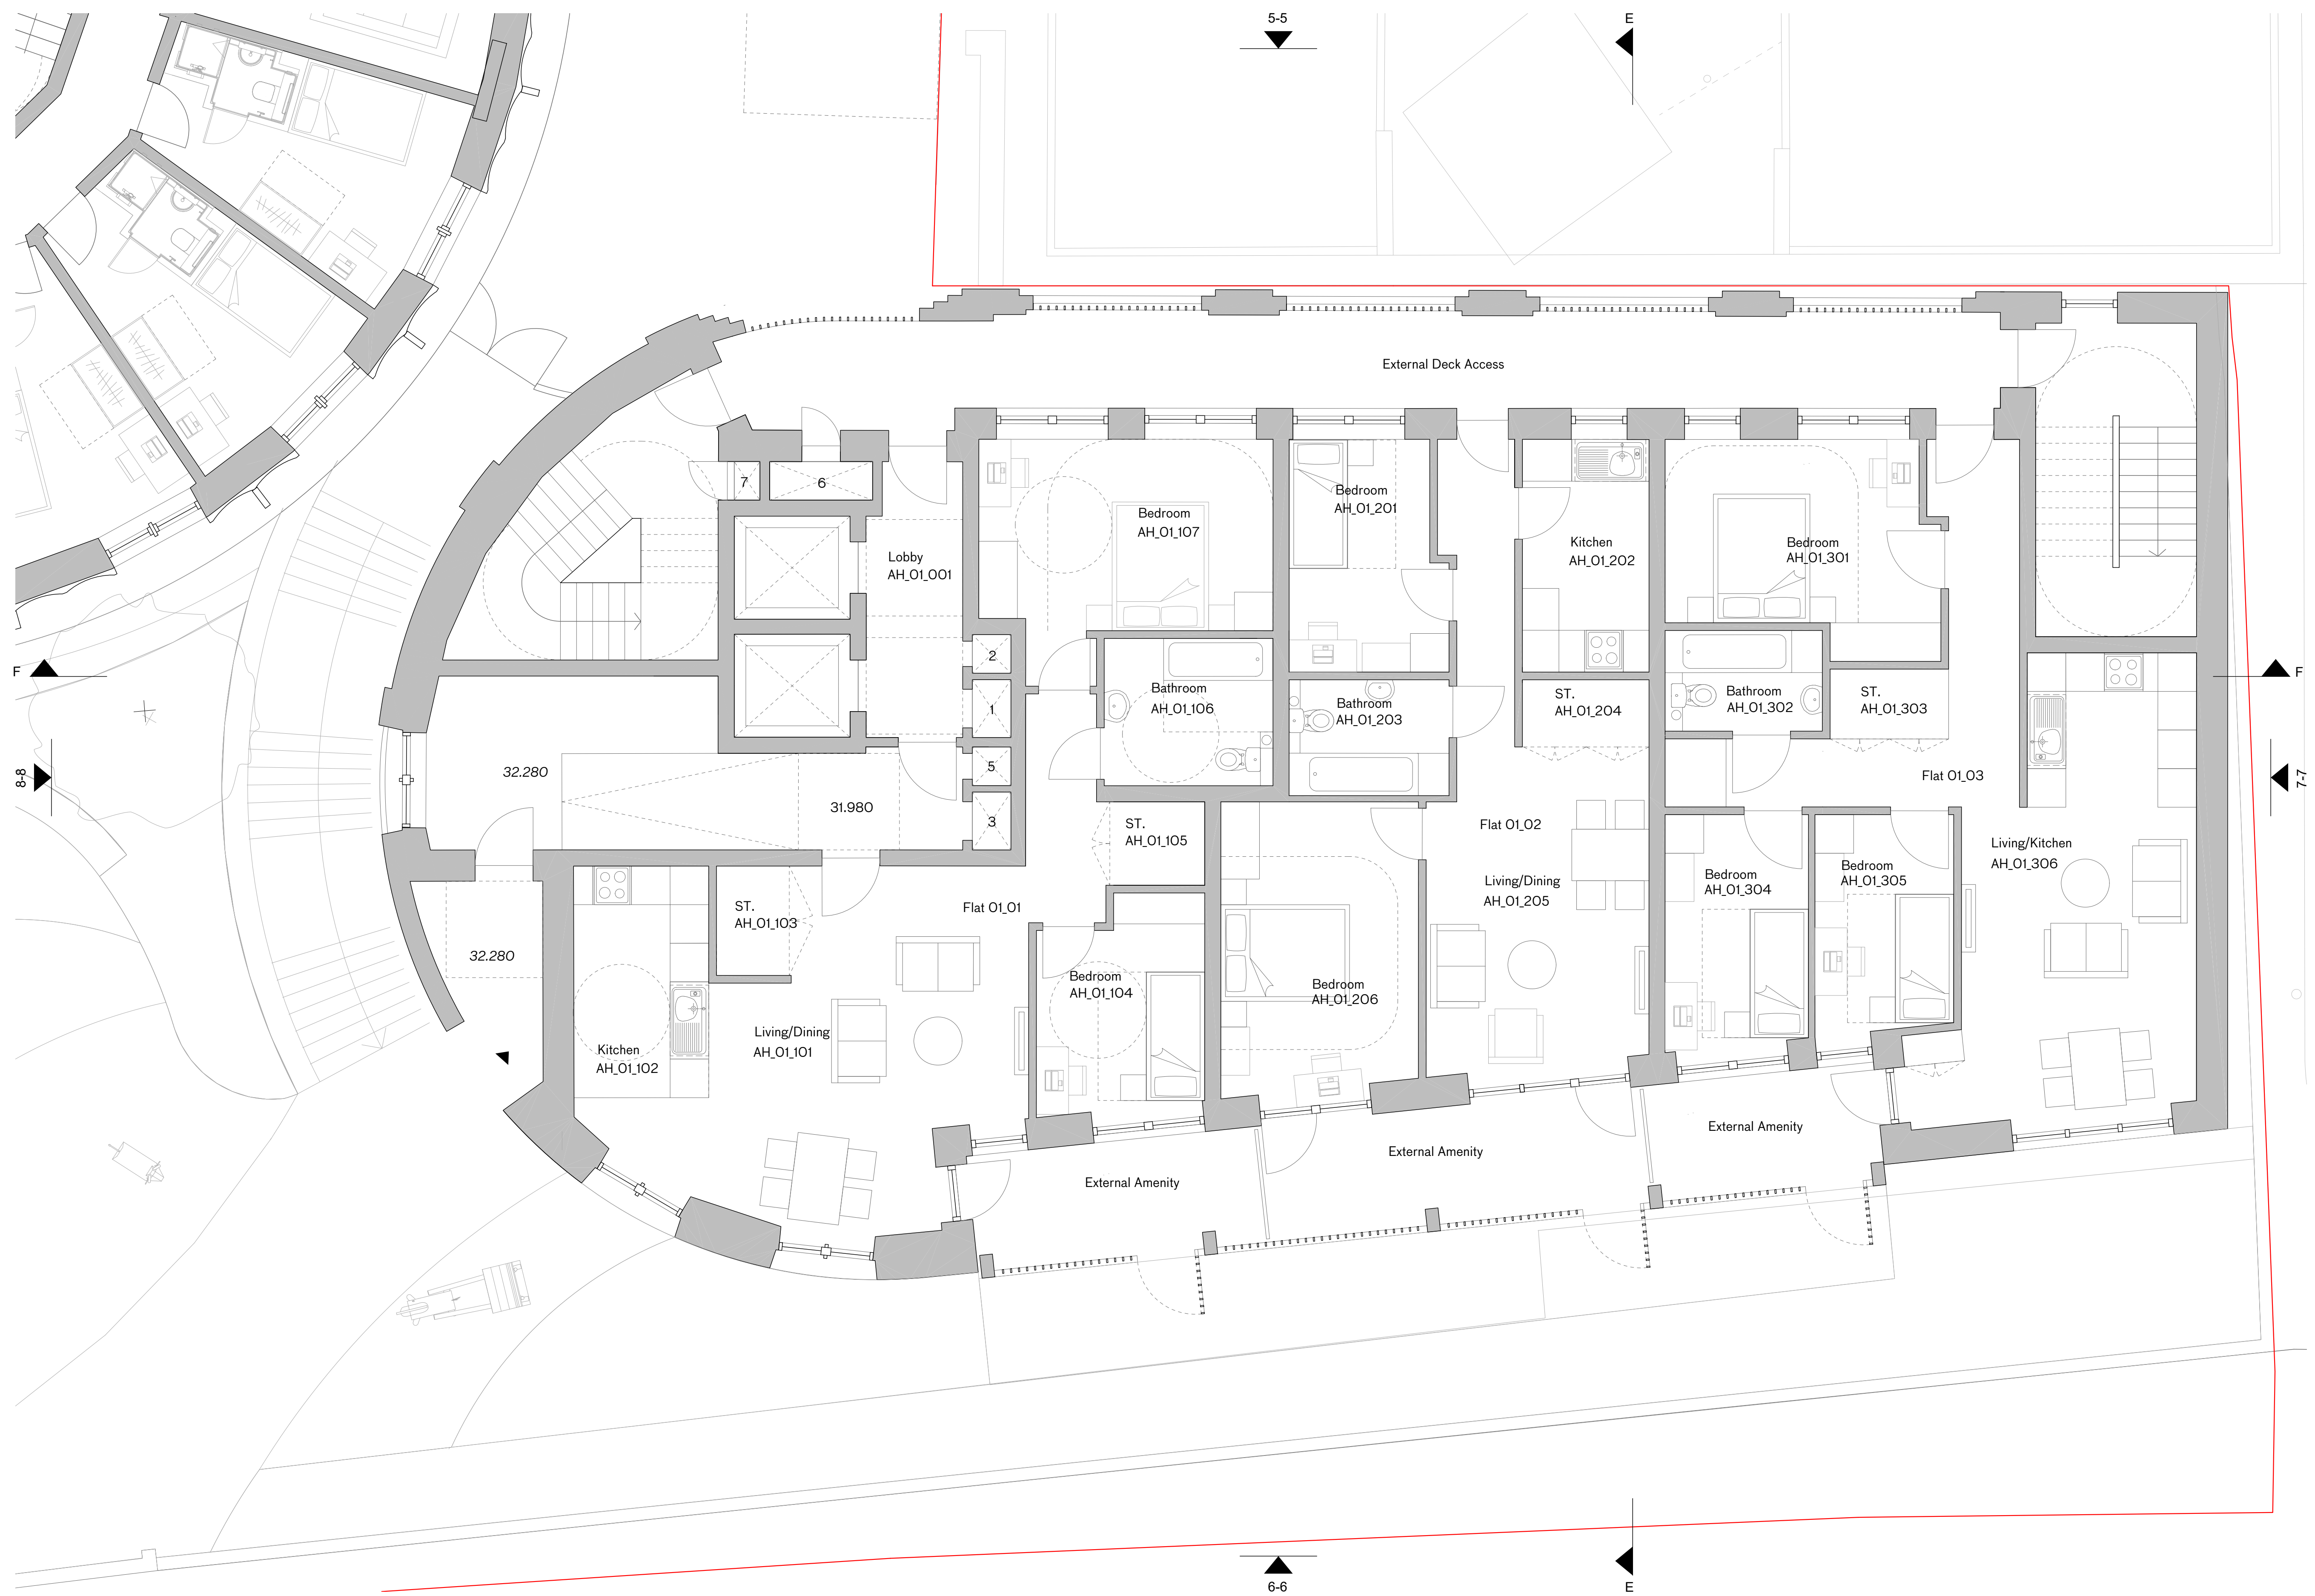 5-5
E
External Deck Access
7
6
Bedroom
AH_01_107
Bedroom
AH_01_201
Lobby
AH_01_001
Kitchen
AH_01_202
Bedroom
AH_01_301
2
1
5
3
F
F
Bathroom
AH_01_106
Bathroom
AH_01_203
ST.
AH_01_204
Bathroom
AH_01_302
ST.
AH_01_303
8-8
7-7
32.280
31.980
Flat 01_03
ST.
AH_01_105
Flat 01_02
Living/Kitchen
AH_01_306
Living/Dining
AH_01_205
Bedroom
AH_01_304
Bedroom
AH_01_305
ST.
AH_01_103
Flat 01_01
32.280
Bedroom
AH_01_104
Bedroom
AH_01_206
Kitchen
AH_01_102
Living/Dining
AH_01_101
External Amenity
External Amenity
External Amenity
6-6
E